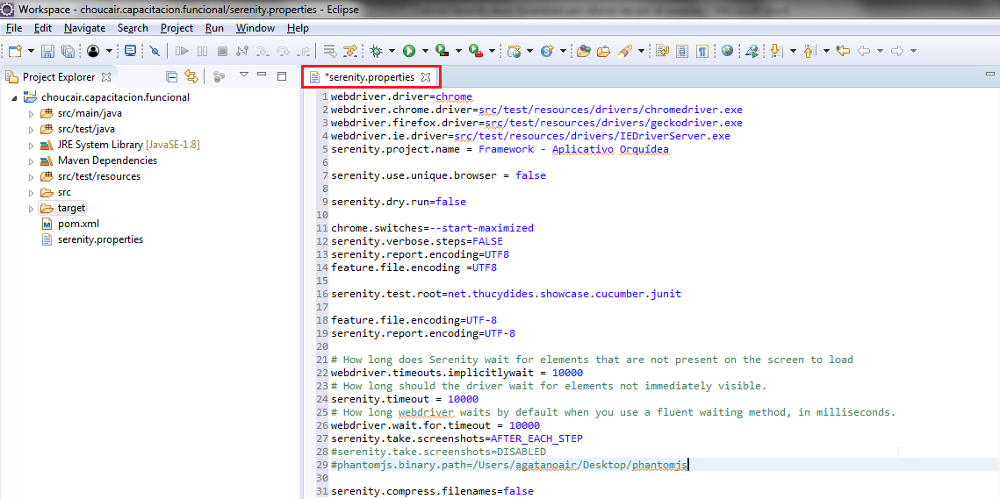 Workspace - choucair.capacitacion.funcional/serenity.properties - Eclipse
File Edit Navigate Search Project Run Window Help
Project Explorer
choucair.capacitacion.funcional
src/main/java
src/test/java
JRE System Library [JavaSE-1.8]
Maven Dependencies
src/test/resources
src
target
pom.xml
serenity.properties
*serenity.properties
1 webdriver.driver=chrome
2 webdriver.chrome.driver=src/test/resources/drivers/chromedriver.exe
3 webdriver.firefox.driver=src/test/resources/drivers/geckodriver.exe
4 webdriver.ie.driver=src/test/resources/drivers/IEDriverServer.exe
5 serenity.project.name = Framework - Aplicativo Orquídea
6
7 serenity.use.unique.browser = false
8
9 serenity.dry.run=false
10
11 chrome.switches=--start-maximized
12 serenity.verbose.steps=FALSE
13 serenity.report.encoding=UTF8
14 feature.file.encoding =UTF8
15
16 serenity.test.root=net.thucydides.showcase.cucumber.junit
17
18 feature.file.encoding=UTF-8
19 serenity.report.encoding=UTF-8
20
21 # How long does Serenity wait for elements that are not present on the screen to load
22 webdriver.timeouts.implicitlywait = 10000
23 # How long should the driver wait for elements not immediately visible.
24 serenity.timeout = 10000
25 # How long webdriver waits by default when you use a fluent waiting method, in milliseconds.
26 webdriver.wait.for.timeout = 10000
27 serenity.take.screenshots=AFTER_EACH_STEP
28 #serenity.take.screenshots=DISABLED
29 #phantomjs.binary.path=/Users/agatanoair/Desktop/phantomjs
30
31 serenity.compress.filenames=false